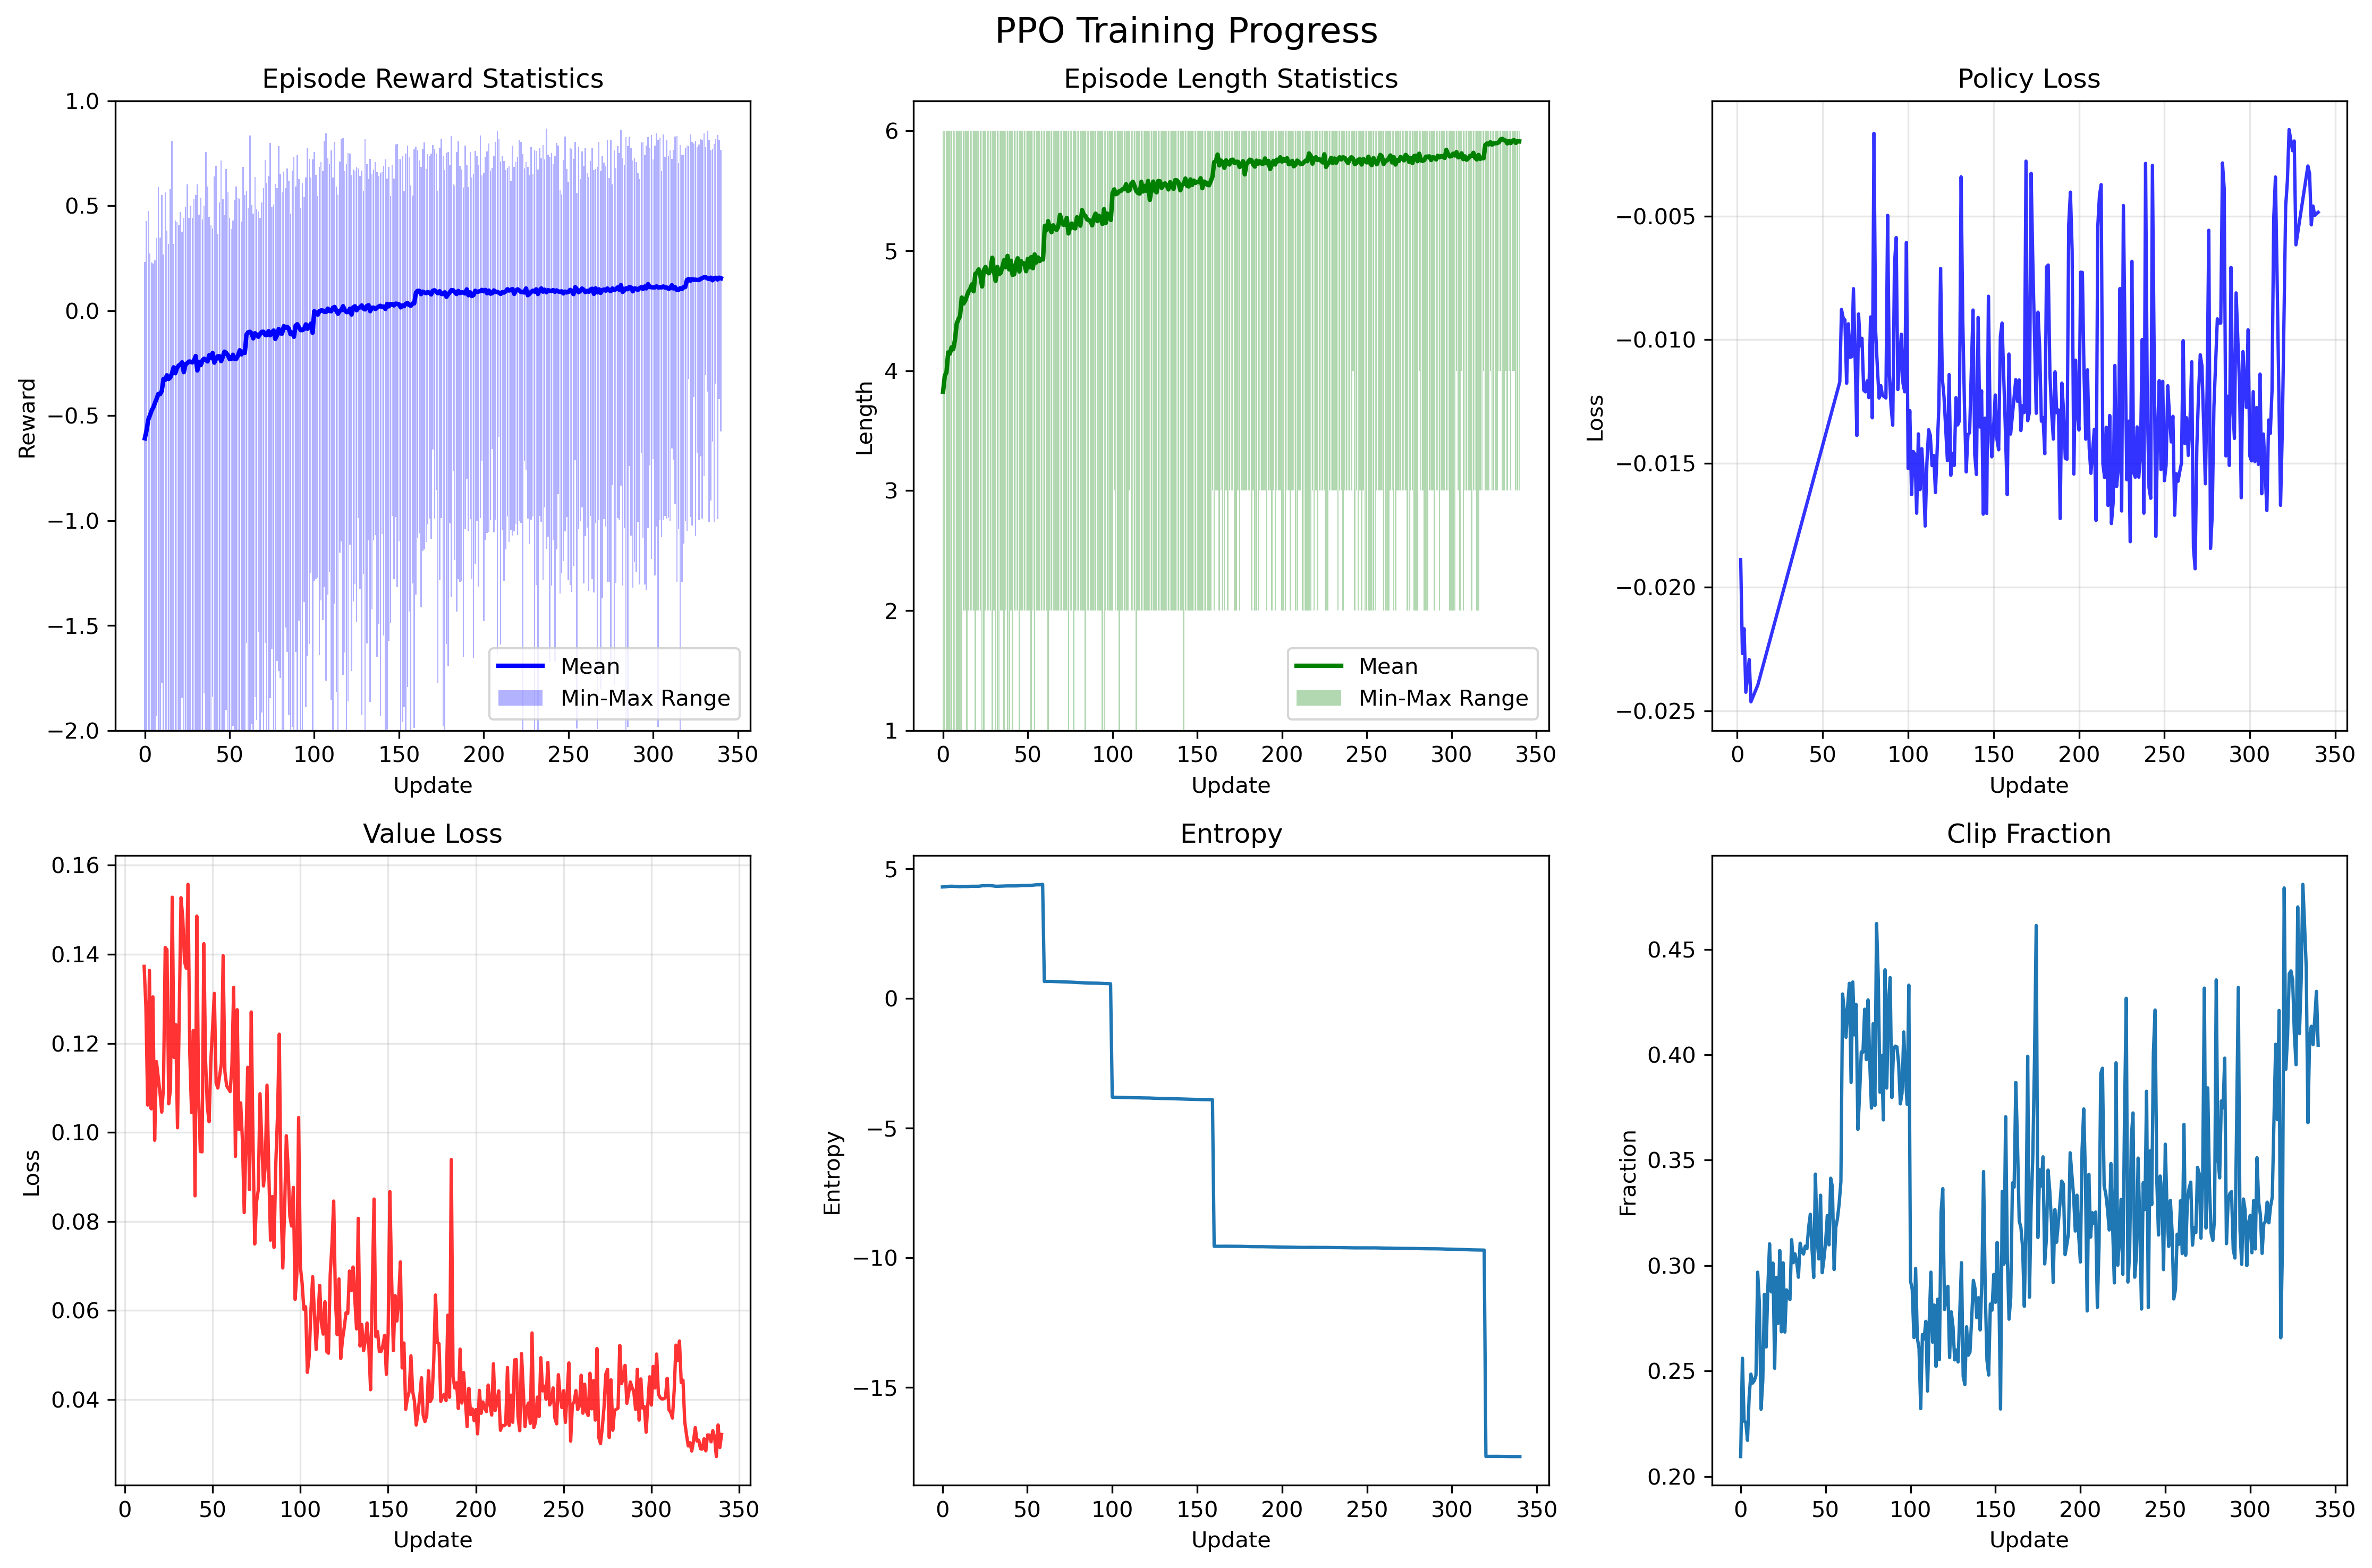 PPO Training Progress
Episode Reward Statistics
1.0
0.5
0.0
−0.5
−1.0
−1.5
−2.0
Reward
0 50 100 150 200 250 300 350
Update
Mean
Min-Max Range
Episode Length Statistics
6
5
4
3
2
1
Length
0 50 100 150 200 250 300 350
Update
Mean
Min-Max Range
Policy Loss
−0.005
−0.010
−0.015
−0.020
−0.025
Loss
0 50 100 150 200 250 300 350
Update
Value Loss
0.16
0.14
0.12
0.10
0.08
0.06
0.04
Loss
0 50 100 150 200 250 300 350
Update
Entropy
5
0
−5
−10
−15
Entropy
0 50 100 150 200 250 300 350
Update
Clip Fraction
0.45
0.40
0.35
0.30
0.25
0.20
Fraction
0 50 100 150 200 250 300 350
Update